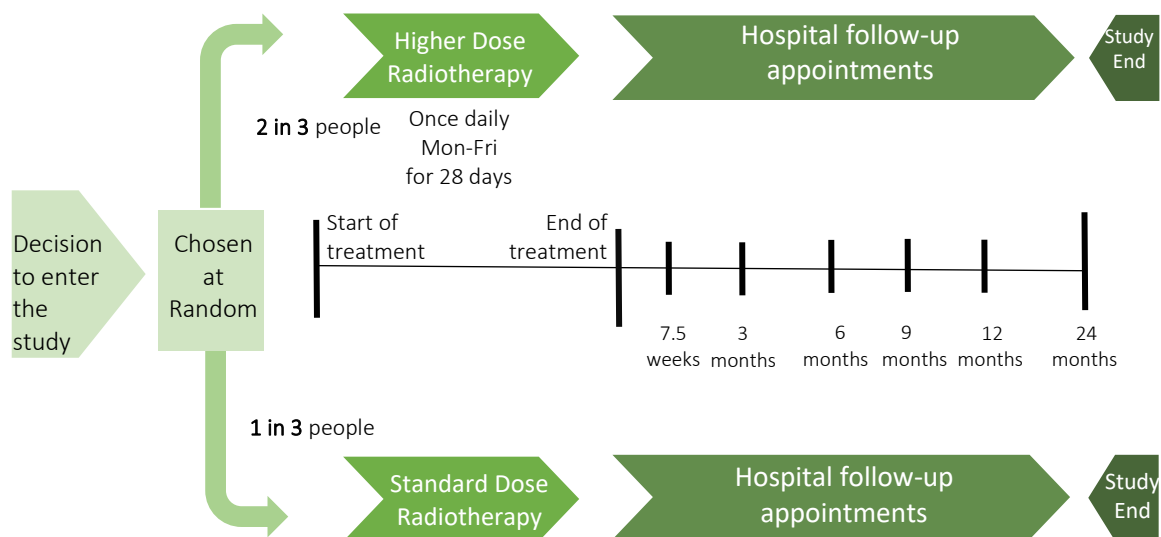 Higher Dose
Radiotherapy
Hospital follow-up
appointments
Study
End
2 in 3 people
Once daily
Mon-Fri
for 28 days
Decision
to enter
the
study
Chosen
at
Random
Start of
treatment
End of
treatment
7.5
weeks
3
months
6
months
9
months
12
months
24
months
1 in 3 people
Standard Dose
Radiotherapy
Hospital follow-up
appointments
Study
End